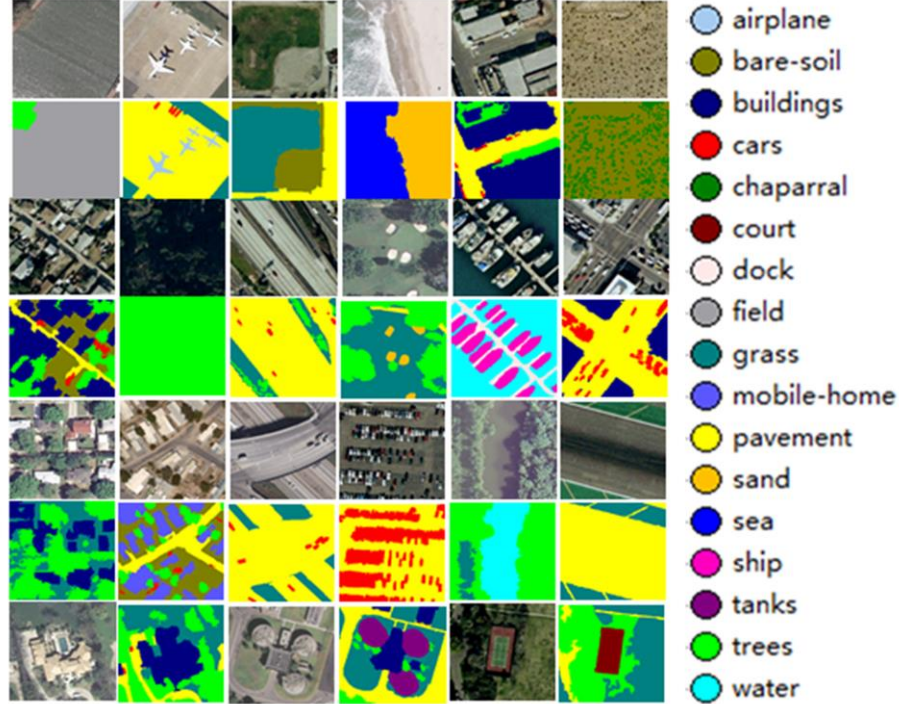 airplane
bare-soil
buildings
cars
chaparral
court
dock
field
grass
mobile-home
pavement
sand
sea
ship
tanks
trees
water